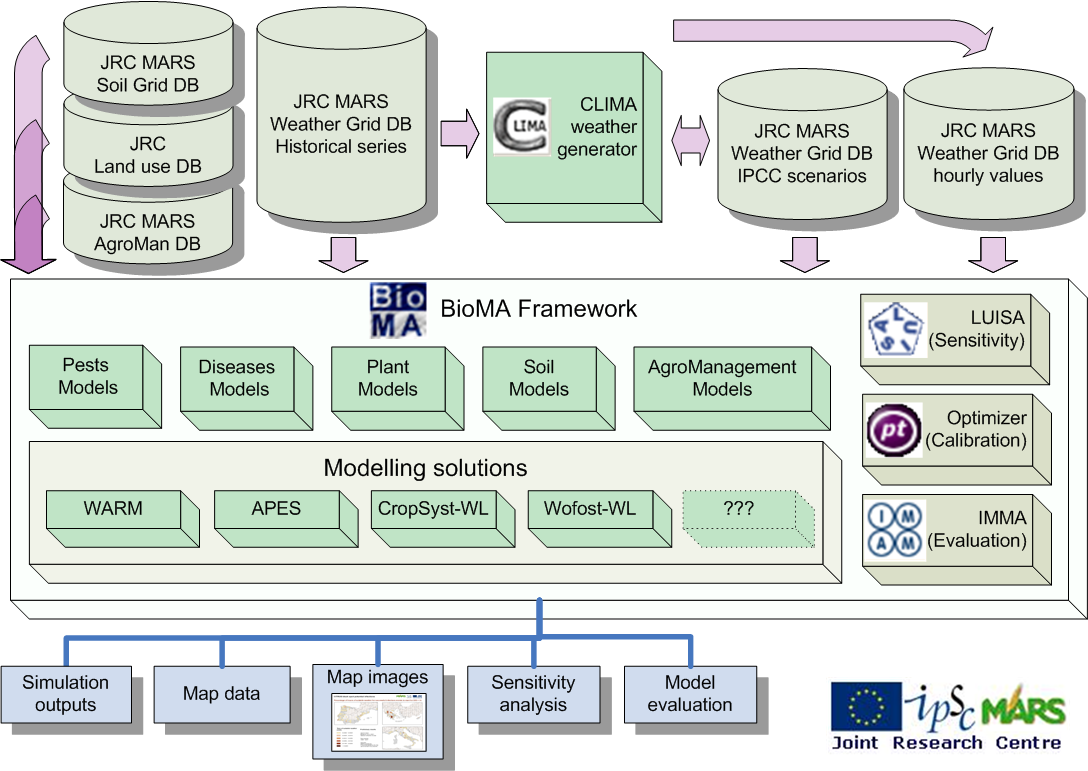 JRC MARS
Soil Grid DB
JRC
Land use DB
JRC MARS
AgroMan DB
JRC MARS
Weather Grid DB
Historical series
CLIMA
CLIMA
weather
generator
JRC MARS
Weather Grid DB
IPCC scenarios
JRC MARS
Weather Grid DB
hourly values
Bio
MA
BioMA Framework
Pests
Models
Diseases
Models
Plant
Models
Soil
Models
AgroManagement
Models
Modelling solutions
WARM
APES
CropSyst-WL
Wofost-WL
???
LUISA
LUISA
(Sensitivity)
pt
Optimizer
(Calibration)
IM
AM
IMMA
(Evaluation)
Simulation
outputs
Map data
Map images
Sensitivity
analysis
Model
evaluation
ipsc MARS
Joint Research Centre